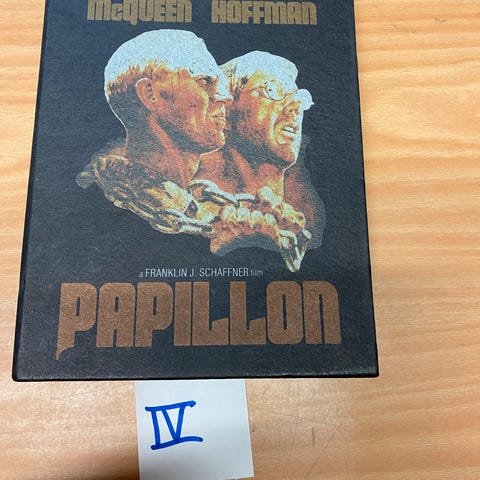 McQUEEN HOFFMAN
a FRANKLIN J. SCHAFFNER film
PAPILLON
IV